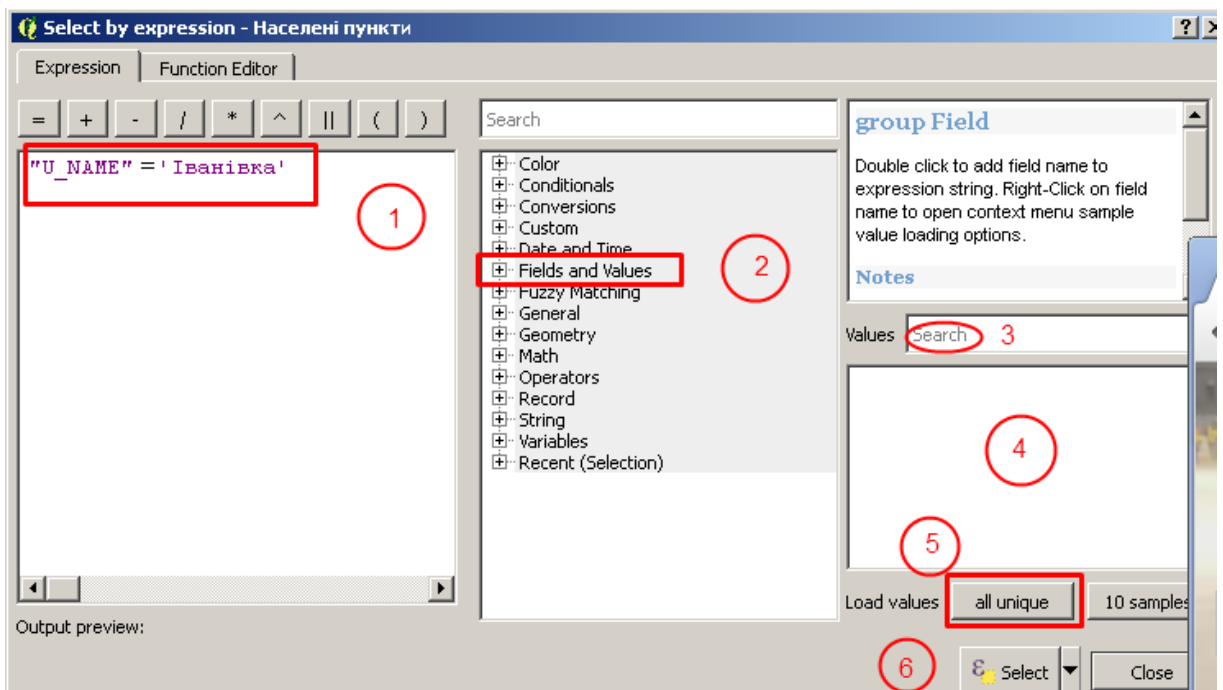 Select by expression - Населені пункти
Expression
Function Editor
= + - / * ^ || ( )
"U_NAME" ='Іванівка'
1
Search
Color
Conditionals
Conversions
Custom
Date and Time
Fields and Values
Fuzzy Matching
General
Geometry
Math
Operators
Record
String
Variables
Recent (Selection)
2
group Field
Double click to add field name to
expression string. Right-Click on field
name to open context menu sample
value loading options.
Notes
Values Search 3
4
5
Load values all unique 10 samples
Output preview:
6
Select Close